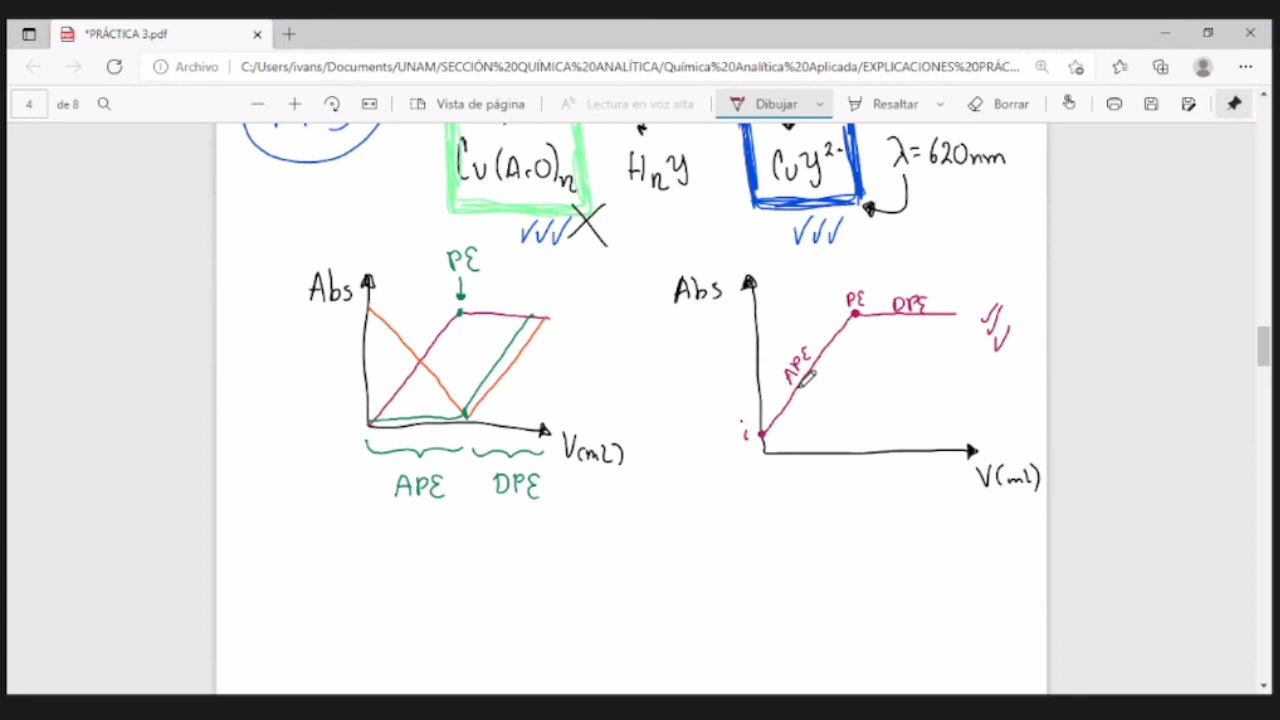 *PRÁCTICA 3.pdf
Archivo C:/Users/ivans/Documents/UNAM/SECCIÓN%20QUÍMICA%20ANALÍTICA/Química%20Analítica%20Aplicada/EXPLICACIONES%20PRÁC...
4 de 8 Vista de página Lectura en voz alta Dibujar Resaltar Borrar
Cu(AcO)n HnY CuY²⁻ λ=620nm
PE
Abs
V(ml)
APE DPE
Abs
PE DPE
APE
i
V(ml)